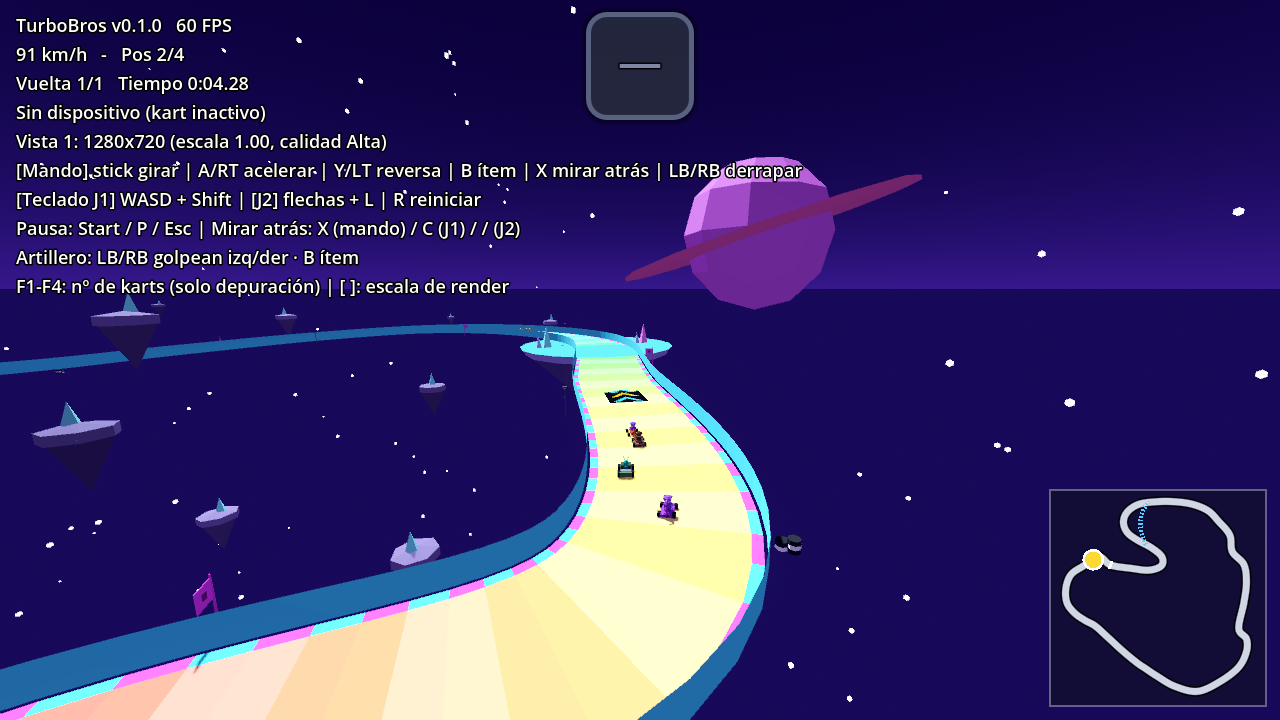 TurboBros v0.1.0   60 FPS
91 km/h   -   Pos 2/4
Vuelta 1/1   Tiempo 0:04.28
Sin dispositivo (kart inactivo)
Vista 1: 1280x720 (escala 1.00, calidad Alta)
[Mando] stick girar | A/RT acelerar | Y/LT reversa | B ítem | X mirar atrás | LB/RB derrapar
[Teclado J1] WASD + Shift | [J2] flechas + L | R reiniciar
Pausa: Start / P / Esc | Mirar atrás: X (mando) / C (J1) / / (J2)
Artillero: LB/RB golpean izq/der · B ítem
F1-F4: nº de karts (solo depuración) | [ ]: escala de render